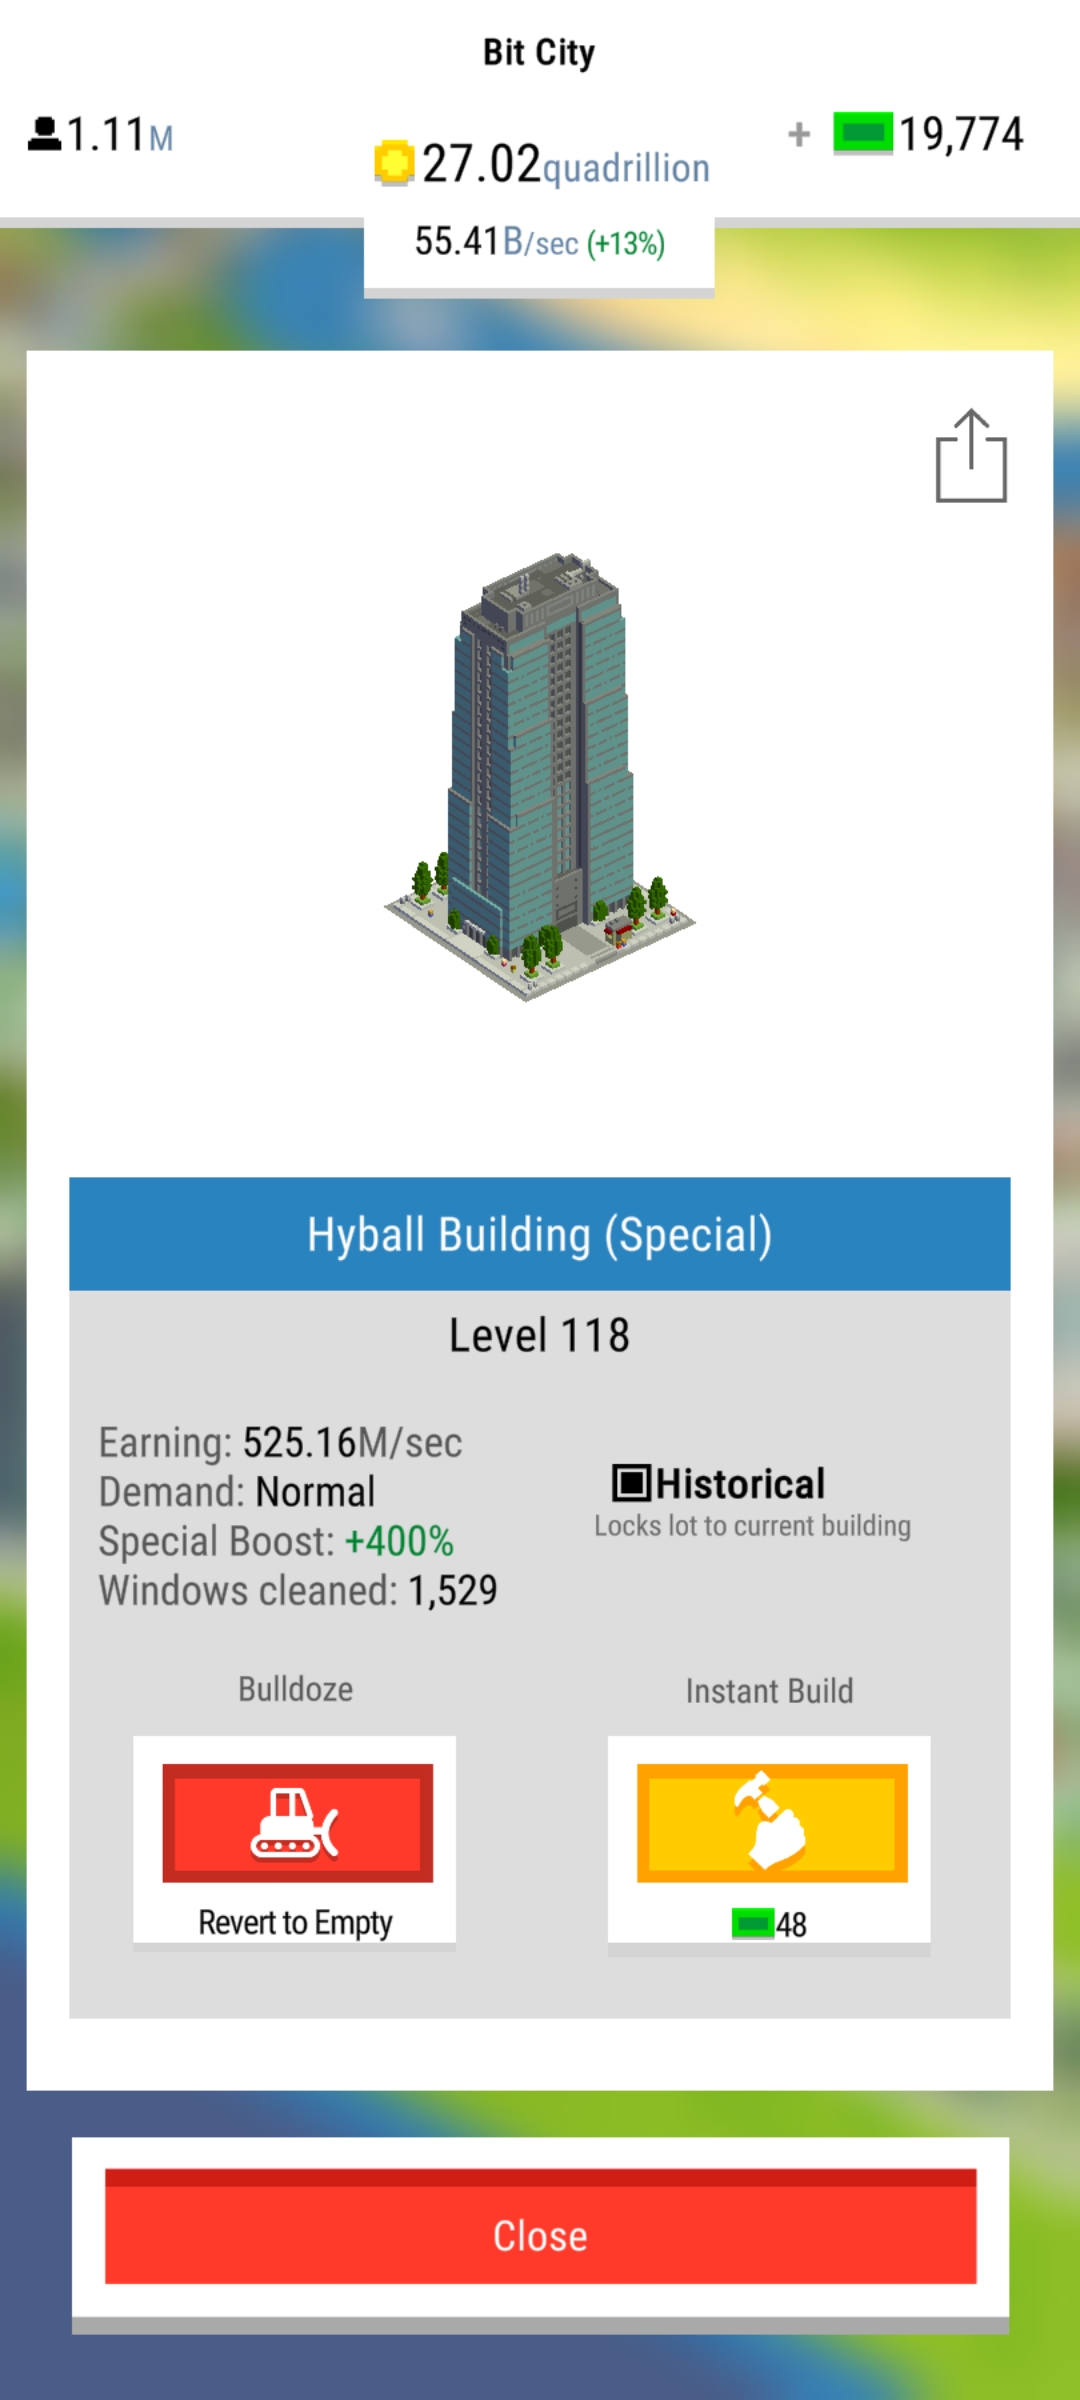 Bit City
1.11M
27.02quadrillion
+ 19,774
55.41B/sec (+13%)
Hyball Building (Special)
Level 118
Earning: 525.16M/sec
Demand: Normal
Special Boost: +400%
Windows cleaned: 1,529
Historical
Locks lot to current building
Bulldoze
Instant Build
Revert to Empty
48
Close